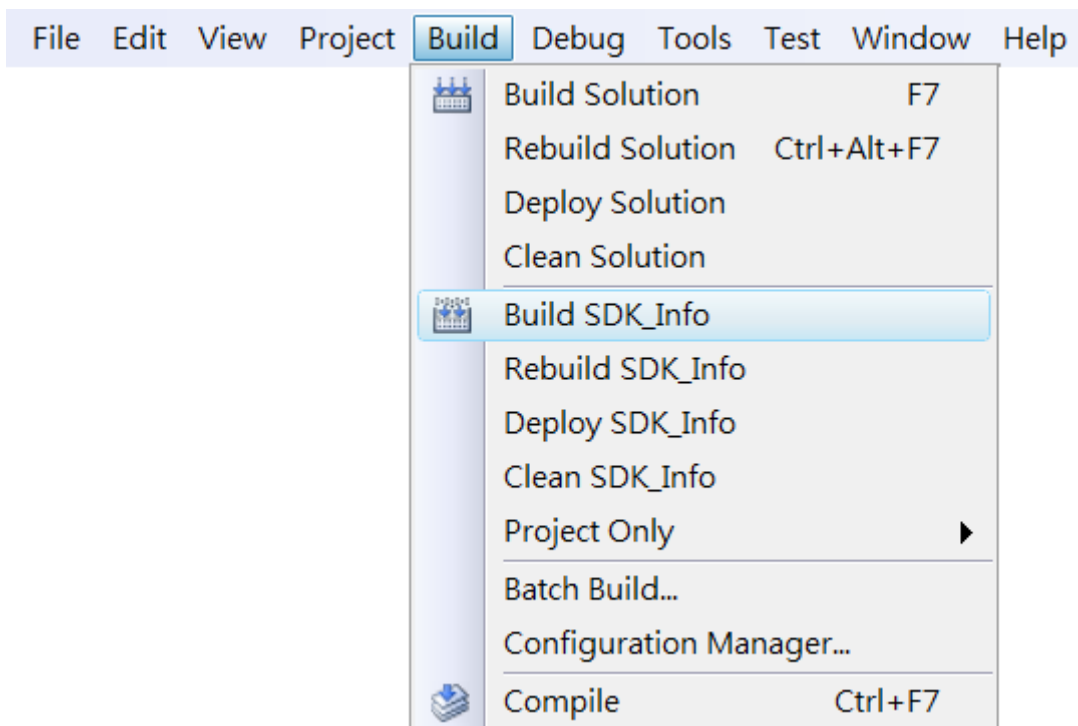 File Edit View Project Build Debug Tools Test Window Help
Build Solution F7
Rebuild Solution Ctrl+Alt+F7
Deploy Solution
Clean Solution
Build SDK_Info
Rebuild SDK_Info
Deploy SDK_Info
Clean SDK_Info
Project Only
Batch Build...
Configuration Manager...
Compile Ctrl+F7